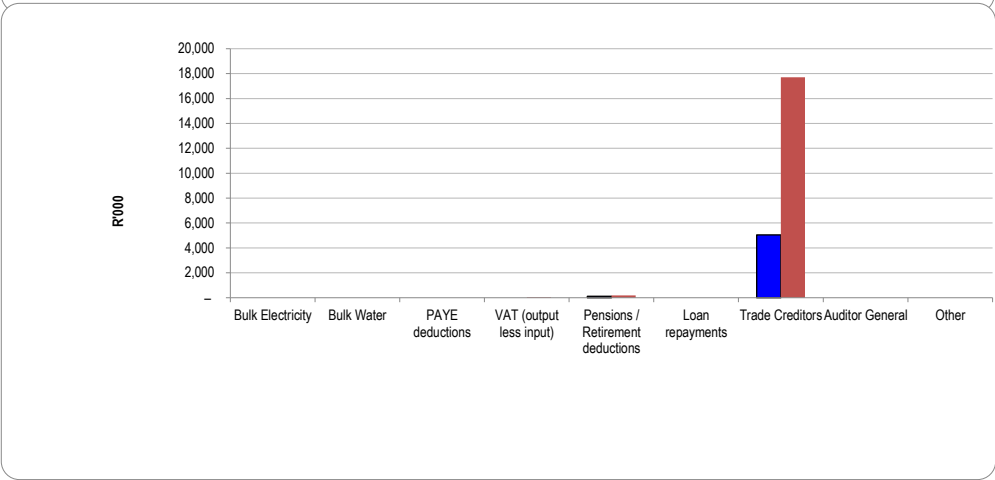 20,000
18,000
16,000
14,000
12,000
10,000
8,000
6,000
4,000
2,000
–
R'000
Bulk Electricity
Bulk Water
PAYE
deductions
VAT (output
less input)
Pensions /
Retirement
deductions
Loan
repayments
Trade Creditors
Auditor General
Other